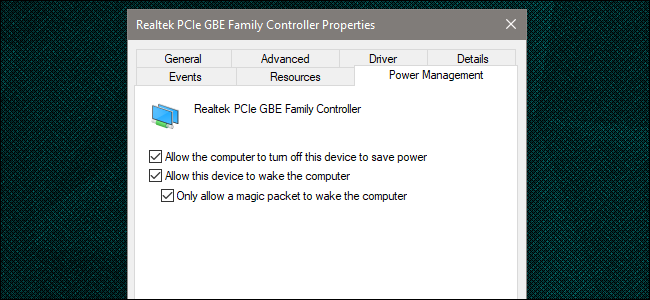 Realtek PCIe GBE Family Controller Properties
General Advanced Driver Details
Events Resources Power Management
Realtek PCIe GBE Family Controller
Allow the computer to turn off this device to save power
Allow this device to wake the computer
Only allow a magic packet to wake the computer